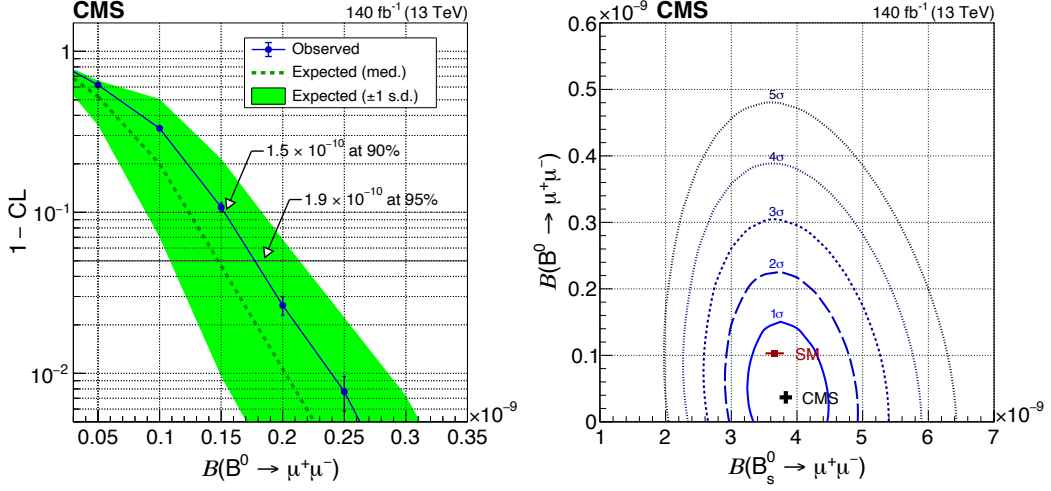 CMS
140 fb⁻¹ (13 TeV)
Observed
Expected (med.)
Expected (±1 s.d.)
1.5 × 10⁻¹⁰ at 90%
1.9 × 10⁻¹⁰ at 95%
1 − CL
1
10⁻¹
10⁻²
0.05 0.1 0.15 0.2 0.25 0.3 0.35
×10⁻⁹
B(B⁰ → μ⁺μ⁻)
×10⁻⁹
CMS
140 fb⁻¹ (13 TeV)
B(B⁰ → μ⁺μ⁻)
0.6
0.5
0.4
0.3
0.2
0.1
0
5σ
4σ
3σ
2σ
1σ
SM
CMS
1 2 3 4 5 6 7
×10⁻⁹
B(B⁰ₛ → μ⁺μ⁻)